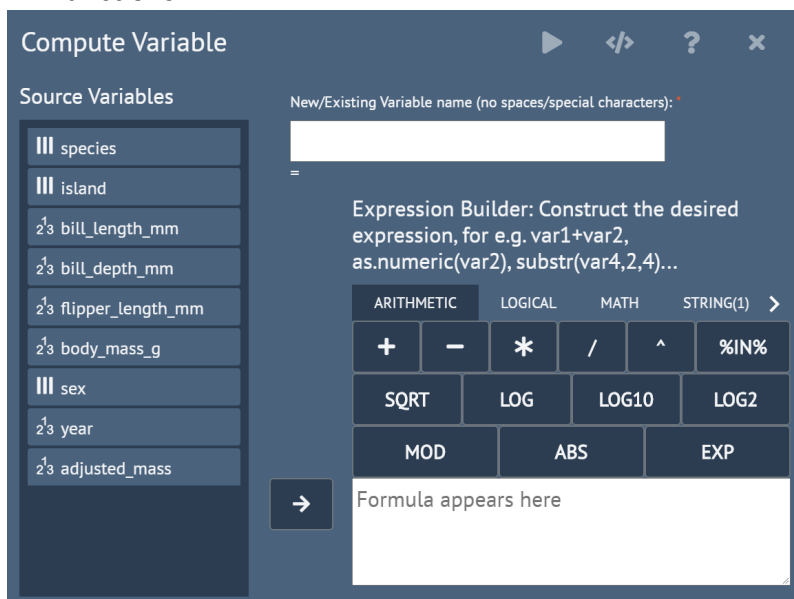 Compute Variable
Source Variables
species
island
bill_length_mm
bill_depth_mm
flipper_length_mm
body_mass_g
sex
year
adjusted_mass
New/Existing Variable name (no spaces/special characters): *
=
Expression Builder: Construct the desired
expression, for e.g. var1+var2,
as.numeric(var2), substr(var4,2,4)...
ARITHMETIC LOGICAL MATH STRING(1)
+ − * / ^ %IN%
SQRT LOG LOG10 LOG2
MOD ABS EXP
Formula appears here